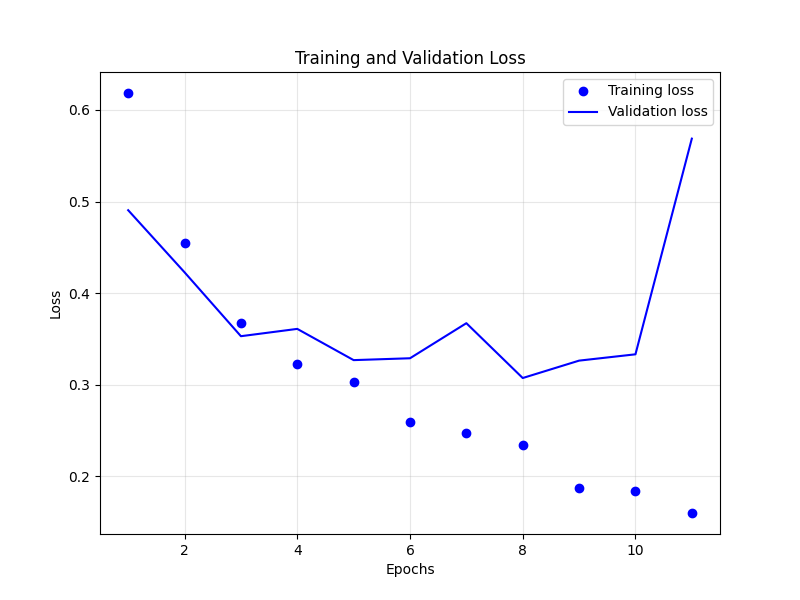 Training and Validation Loss
Training loss
Validation loss
0.6
0.5
0.4
0.3
0.2
Loss
2 4 6 8 10
Epochs